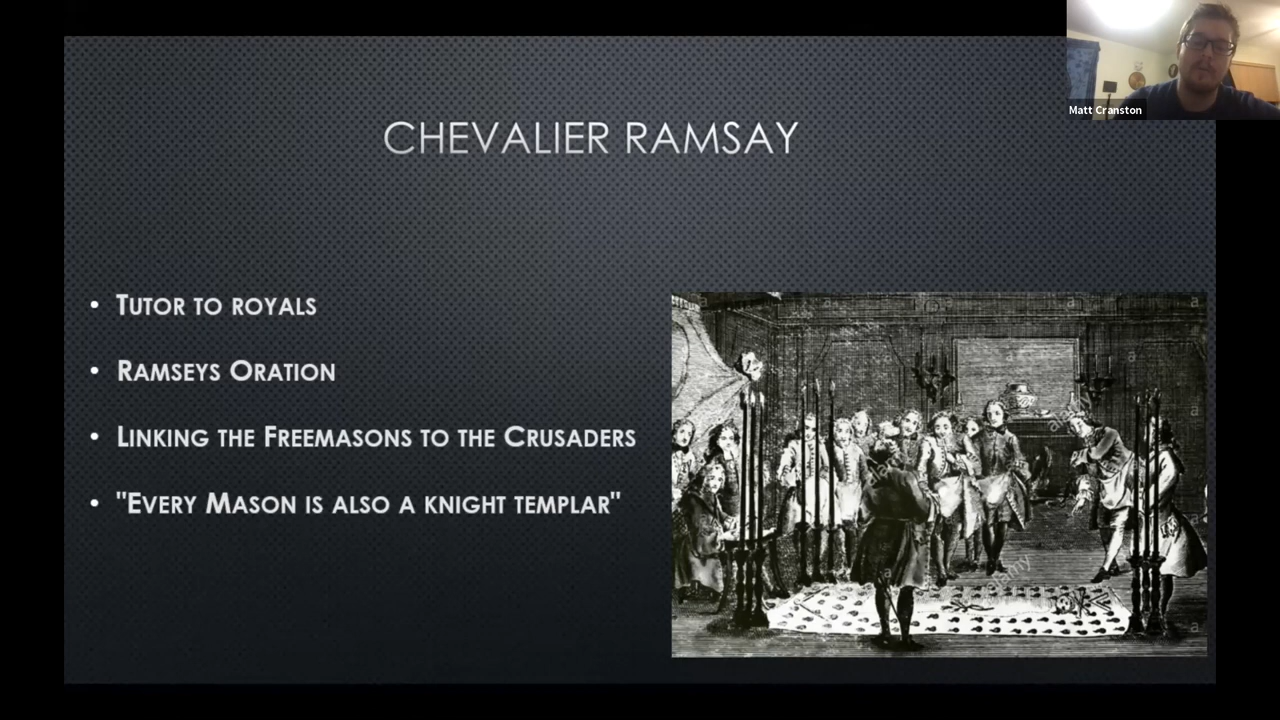 Matt Cranston
CHEVALIER RAMSAY
• TUTOR TO ROYALS
• RAMSEYS ORATION
• LINKING THE FREEMASONS TO THE CRUSADERS
• "EVERY MASON IS ALSO A KNIGHT TEMPLAR"
alamy